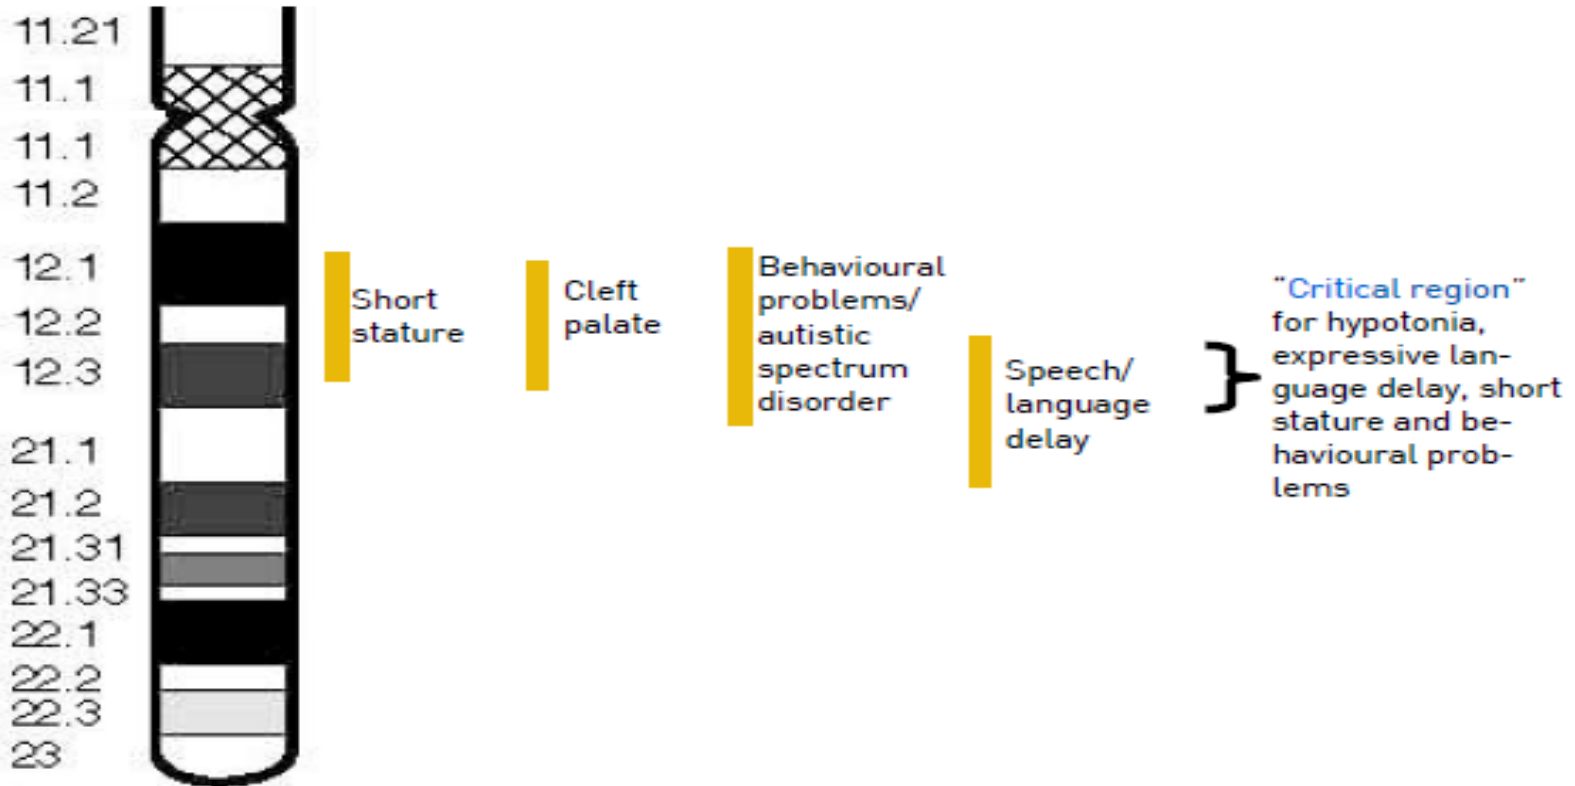 11.21
11.1
11.1
11.2
12.1
12.2
12.3
21.1
21.2
21.31
21.33
22.1
22.2
22.3
23
Short
stature
Cleft
palate
Behavioural
problems/
autistic
spectrum
disorder
Speech/
language
delay
“Critical region”
for hypotonia,
expressive lan-
guage delay, short
stature and be-
havioural prob-
lems